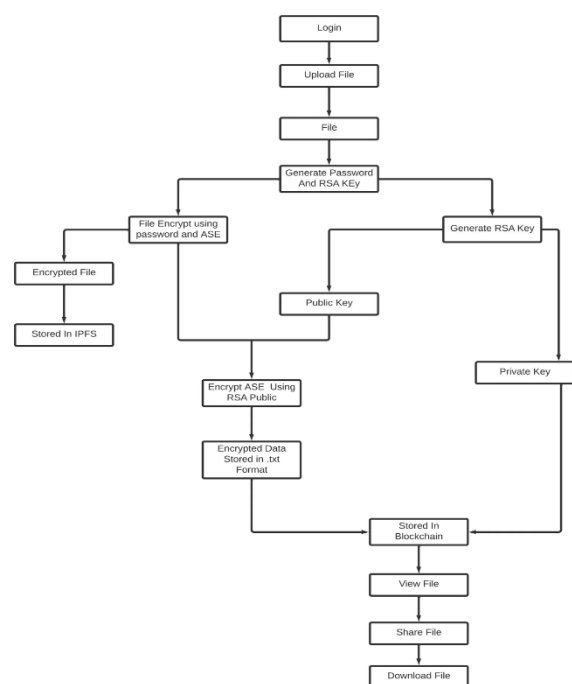 Login
Upload File
File
Generate Password
And RSA KEy
File Encrypt using
password and ASE
Generate RSA Key
Encrypted File
Public Key
Stored In IPFS
Private Key
Encrypt ASE Using
RSA Public
Encrypted Data
Stored in .txt
Format
Stored In
Blockchain
View File
Share File
Download File